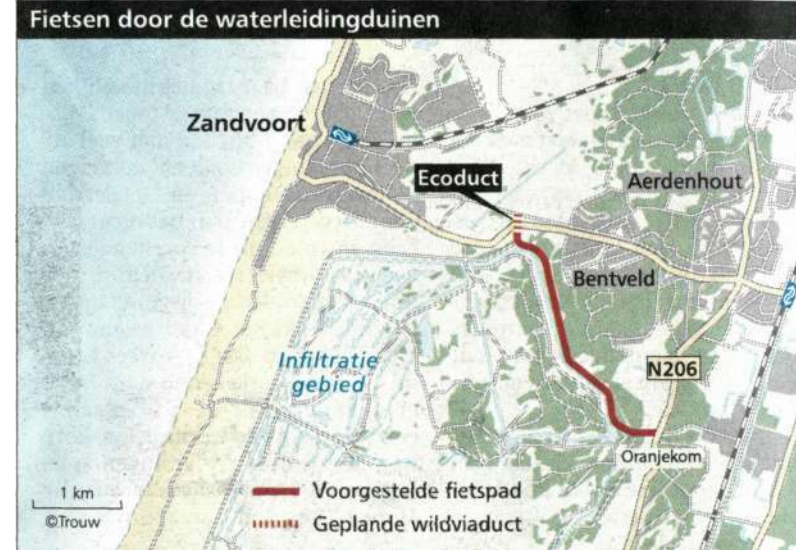 Fietsen door de waterleidingduinen
Zandvoort
Ecoduct
Aerdenhout
Bentveld
Infiltratie
gebied
N206
Oranjekom
1 km
©Trouw
Voorgestelde fietspad
Geplande wildviaduct